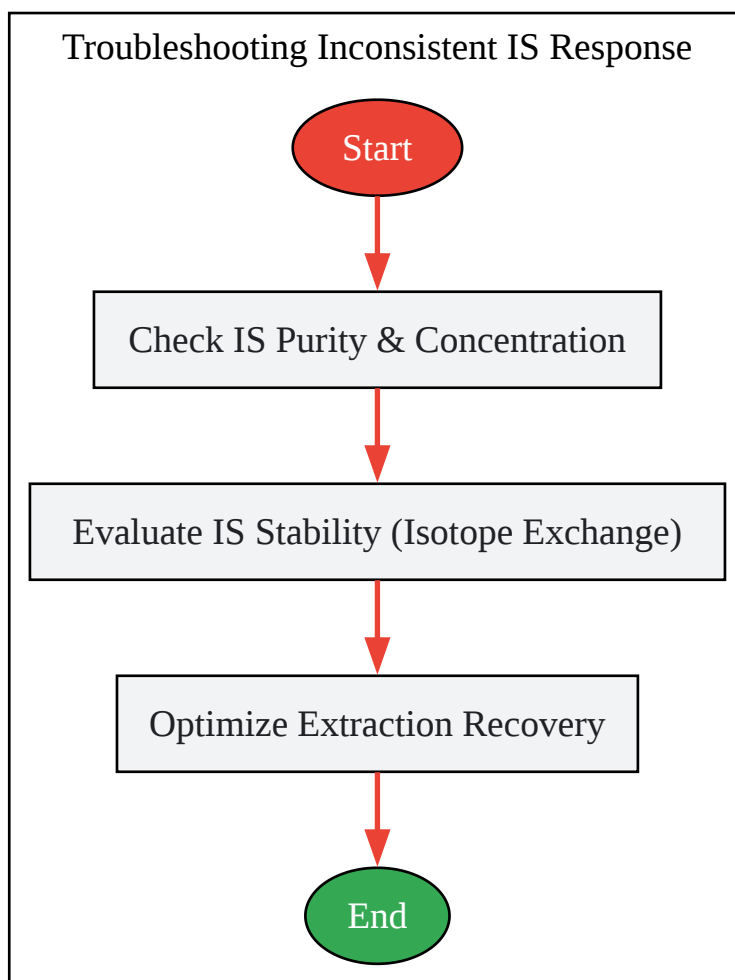 Troubleshooting Inconsistent IS Response
Start
Check IS Purity & Concentration
Evaluate IS Stability (Isotope Exchange)
Optimize Extraction Recovery
End